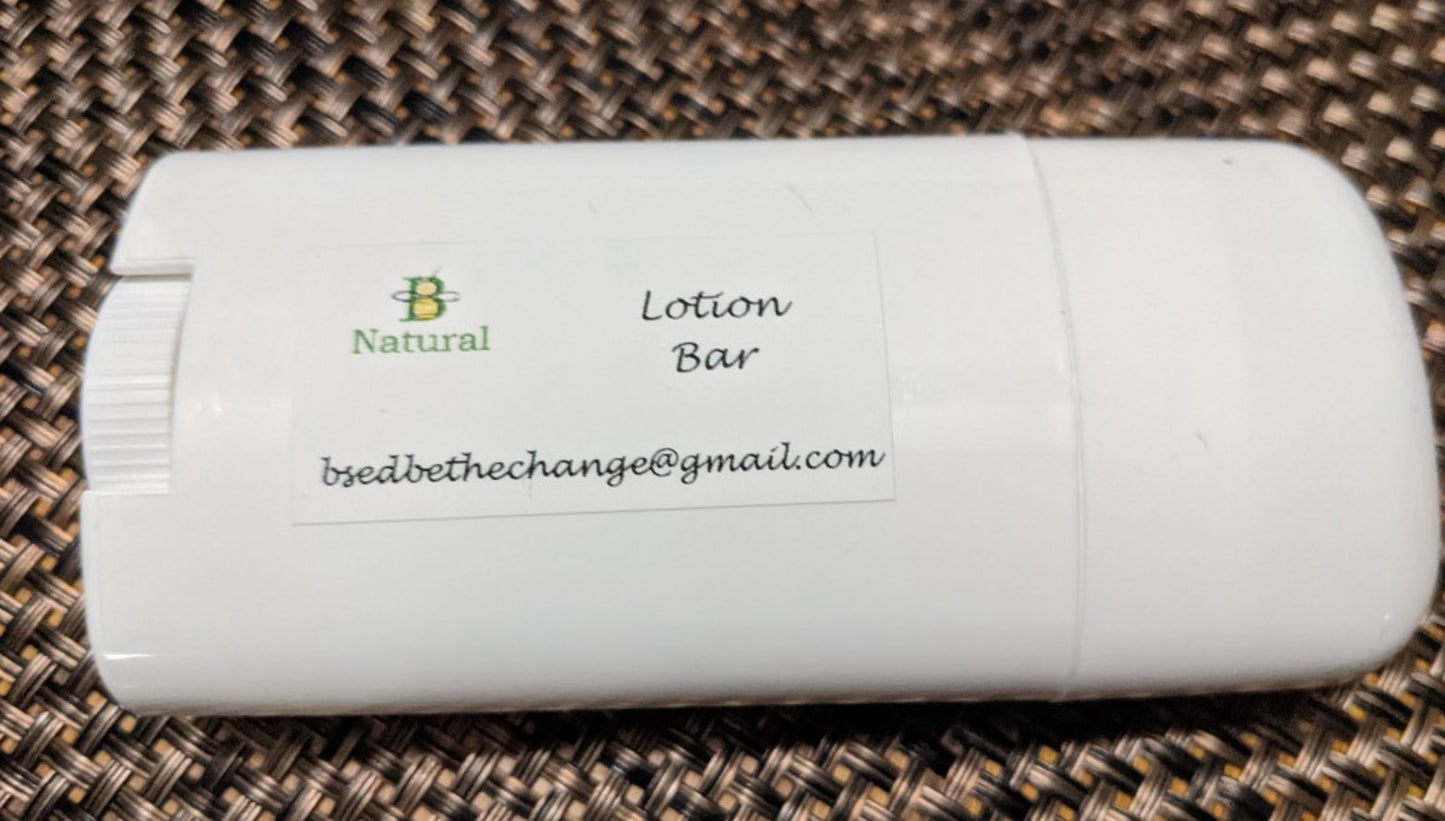 B
Natural
Lotion
Bar
bsedbethechange@gmail.com